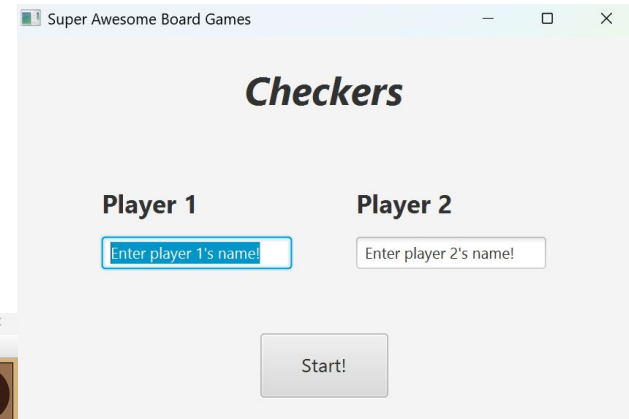 Super Awesome Board Games
Checkers
Player 1
Player 2
Enter player 1's name!
Enter player 2's name!
Start!